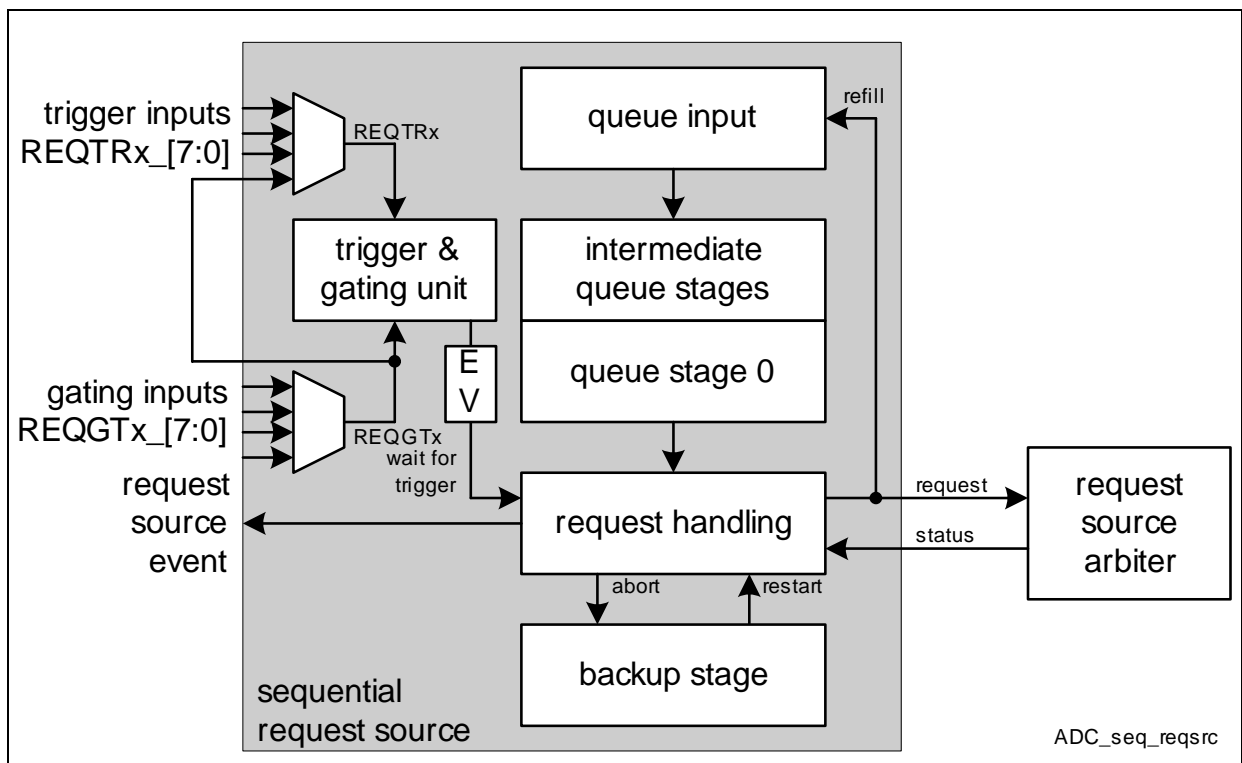 trigger inputs
REQTRx_[7:0]
REQTRx
queue input
refill
trigger &
gating unit
intermediate
queue stages
E
V
queue stage 0
gating inputs
REQGTx_[7:0]
REQGTx
wait for
trigger
request
source
event
request handling
request
status
request
source
arbiter
abort
restart
backup stage
sequential
request source
ADC_seq_reqsrc